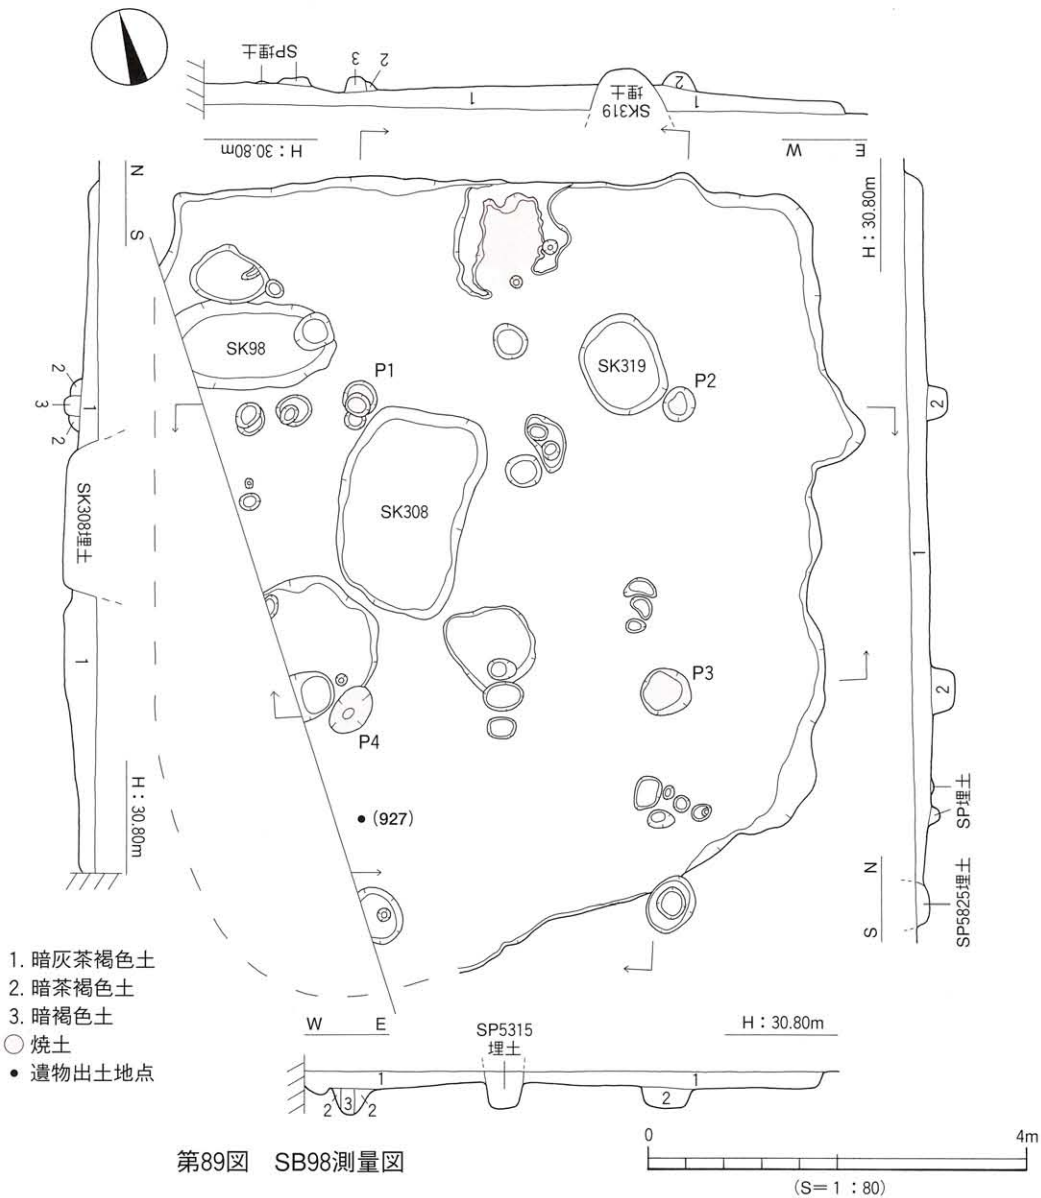 SP埋土
3
2
1
SK319
埋土
2
1
H：30.80m
W
E
N
S
H：30.80m
SK98
P1
SK319
P2
2
3
2
1
SK308埋土
1
H：30.80m
SK308
2
1
2
P3
P4
(927)
SP埋土
SP5825埋土
N
S
1. 暗灰茶褐色土
2. 暗茶褐色土
3. 暗褐色土
焼土
遺物出土地点
W
E
SP5315
埋土
H：30.80m
1
1
2
3
2
2
第89図　SB98測量図
0
4m
(S＝1：80)